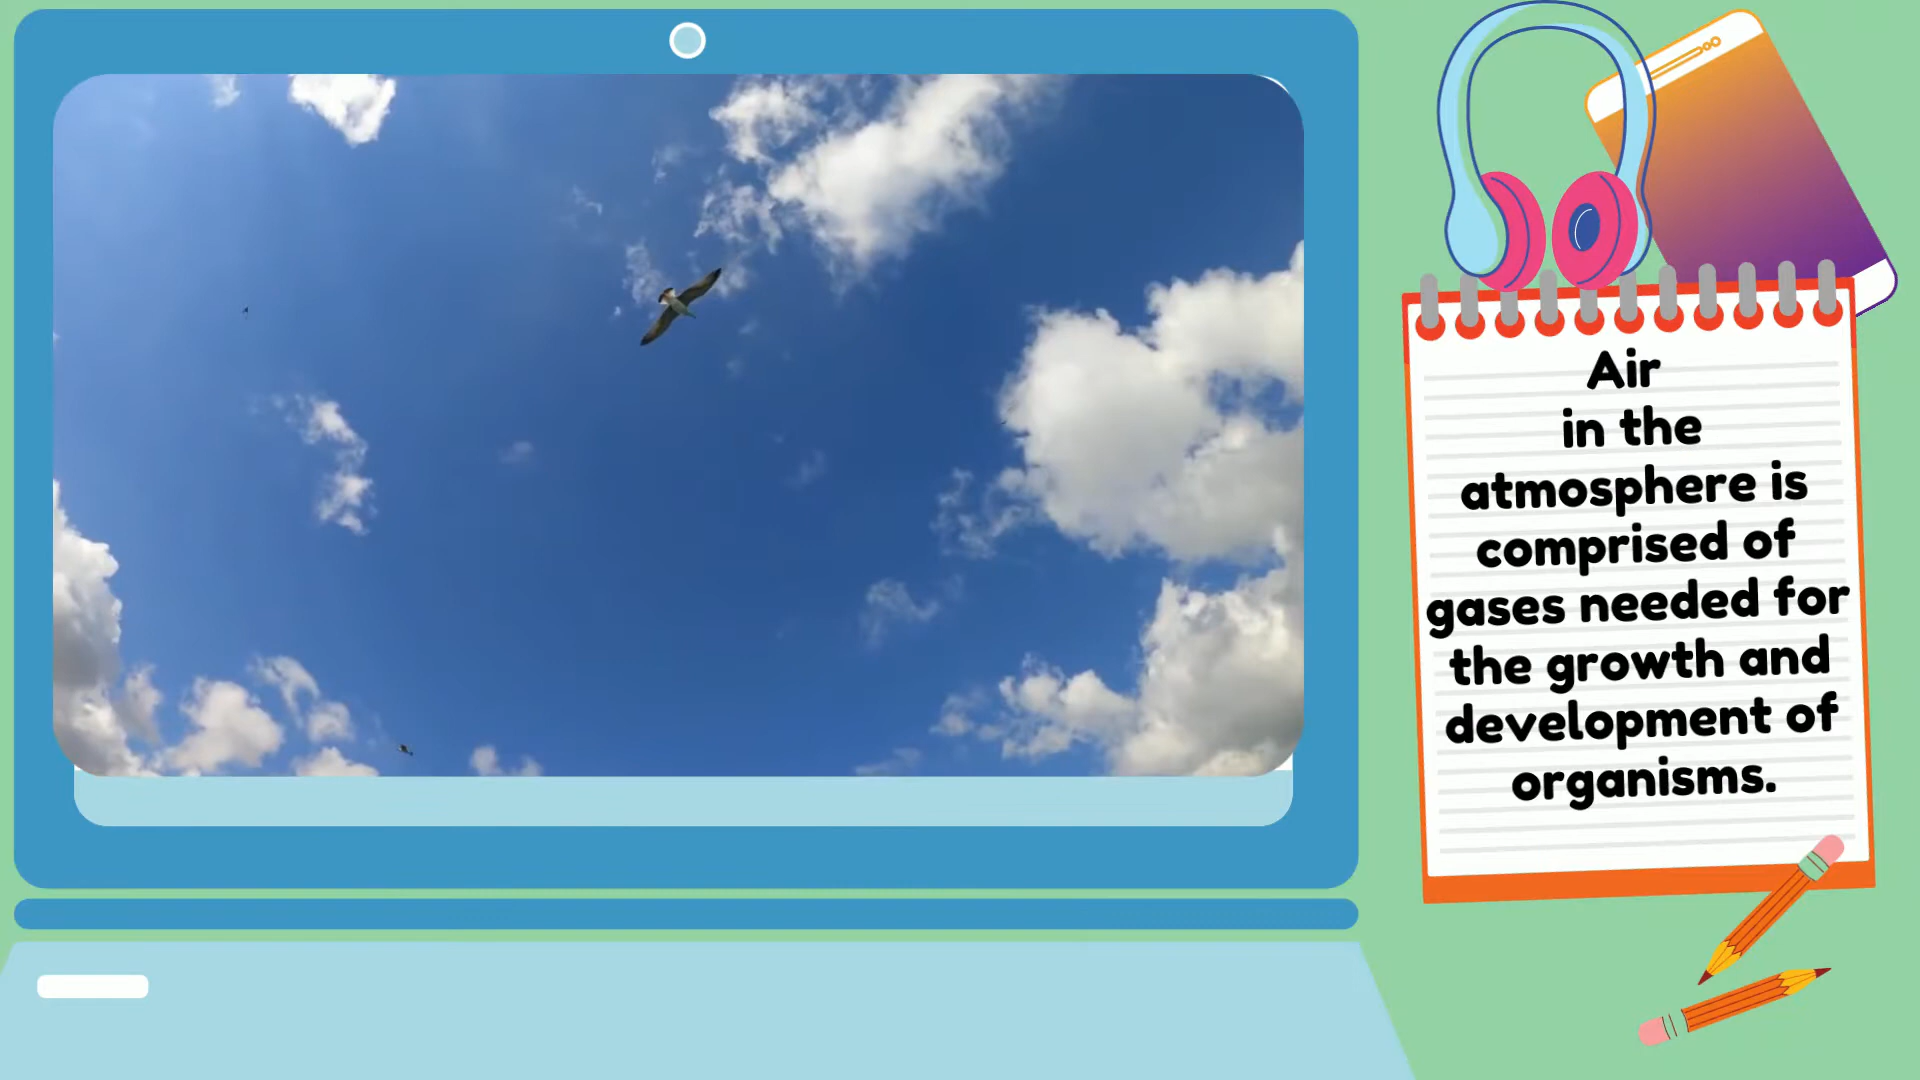 Air
in the
atmosphere is
comprised of
gases needed for
the growth and
development of
organisms.